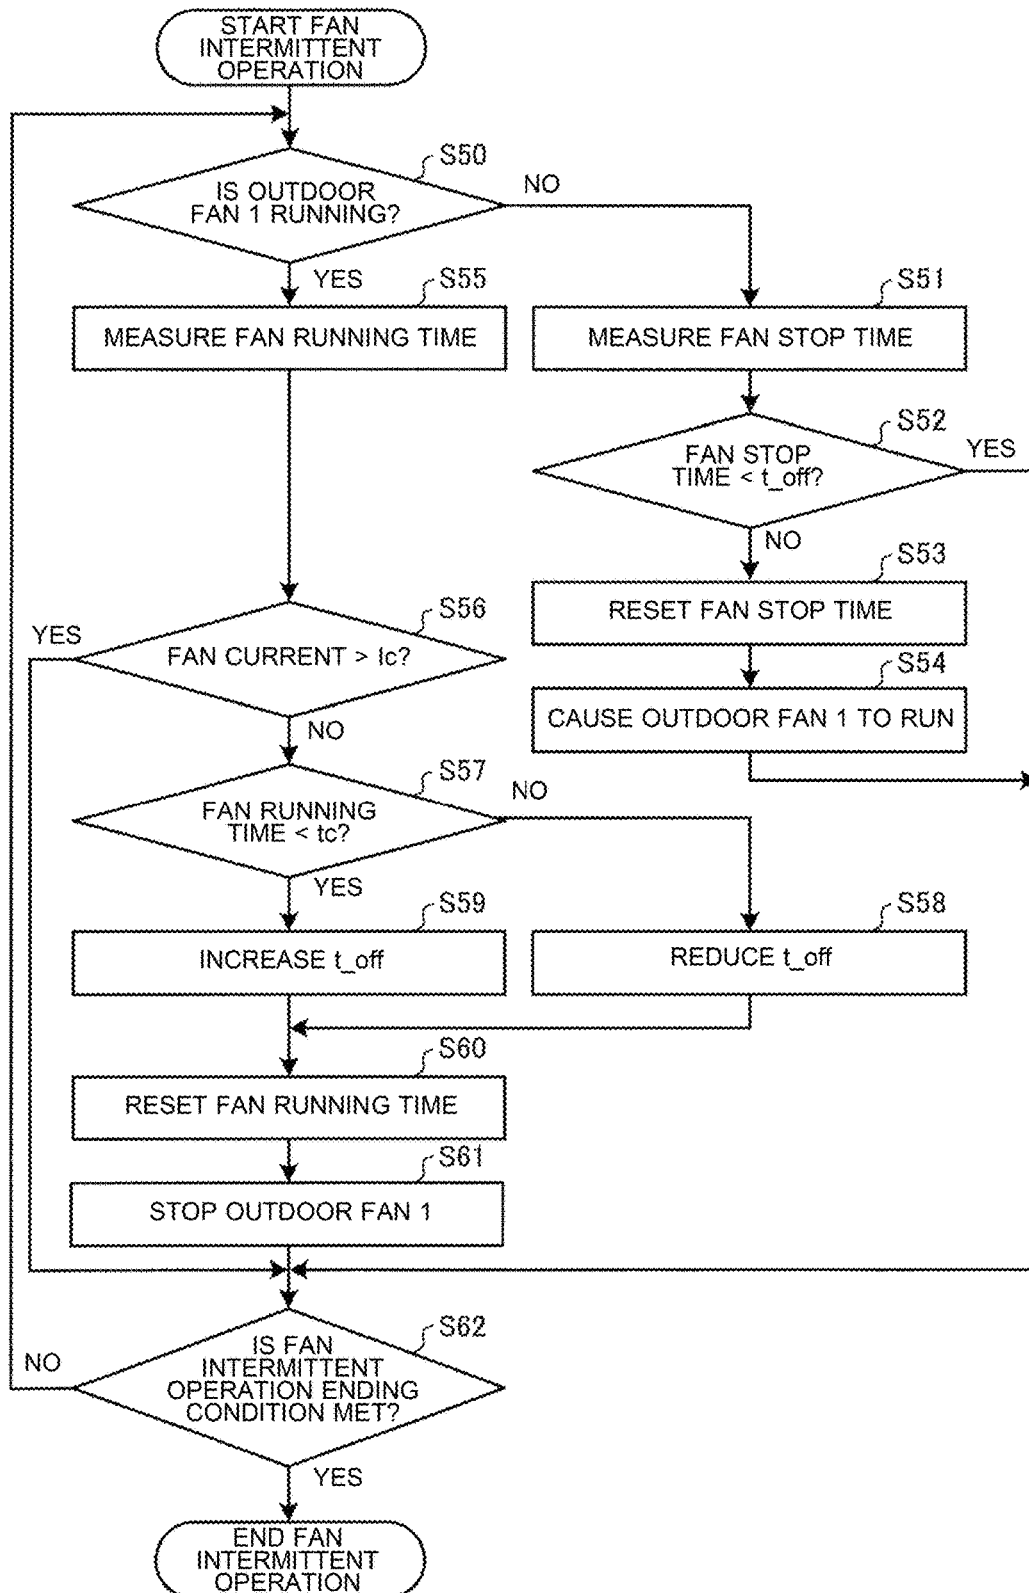 START FAN
INTERMITTENT
OPERATION
S50
IS OUTDOOR
FAN 1 RUNNING?
NO
YES
S55
MEASURE FAN RUNNING TIME
S51
MEASURE FAN STOP TIME
S52
FAN STOP
TIME < t_off?
YES
NO
S53
RESET FAN STOP TIME
S54
CAUSE OUTDOOR FAN 1 TO RUN
S56
YES
FAN CURRENT > Ic?
NO
S57
FAN RUNNING
TIME < tc?
NO
YES
S59
INCREASE t_off
S58
REDUCE t_off
S60
RESET FAN RUNNING TIME
S61
STOP OUTDOOR FAN 1
S62
IS FAN
INTERMITTENT
OPERATION ENDING
CONDITION MET?
NO
YES
END FAN
INTERMITTENT
OPERATION